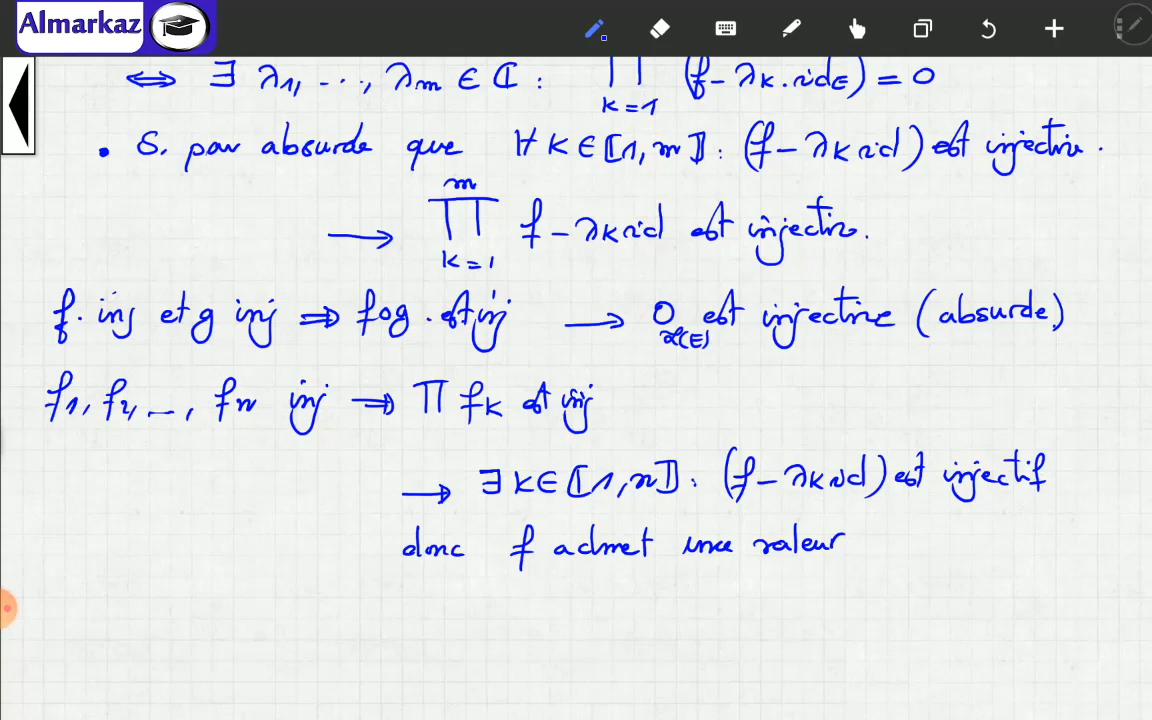 Almarkaz
⟺ ∃ λ1, ..., λm ∈ ℂ : ∏ (f - λk.idE) = 0
k=1
• S. par absurde que ∀k∈⟦1,m⟧ : (f - λk id) est injective.
→ ∏_{k=1}^{m} f - λk id est injective.
f. inj et g inj ⟹ fog. est inj → 0_{ℒ(E)} est injective (absurde)
f1, f2, ..., fn inj ⟹ ∏ fk est inj
→ ∃ k∈⟦1,n⟧ : (f - λk id) est injectif
donc f admet une valeur